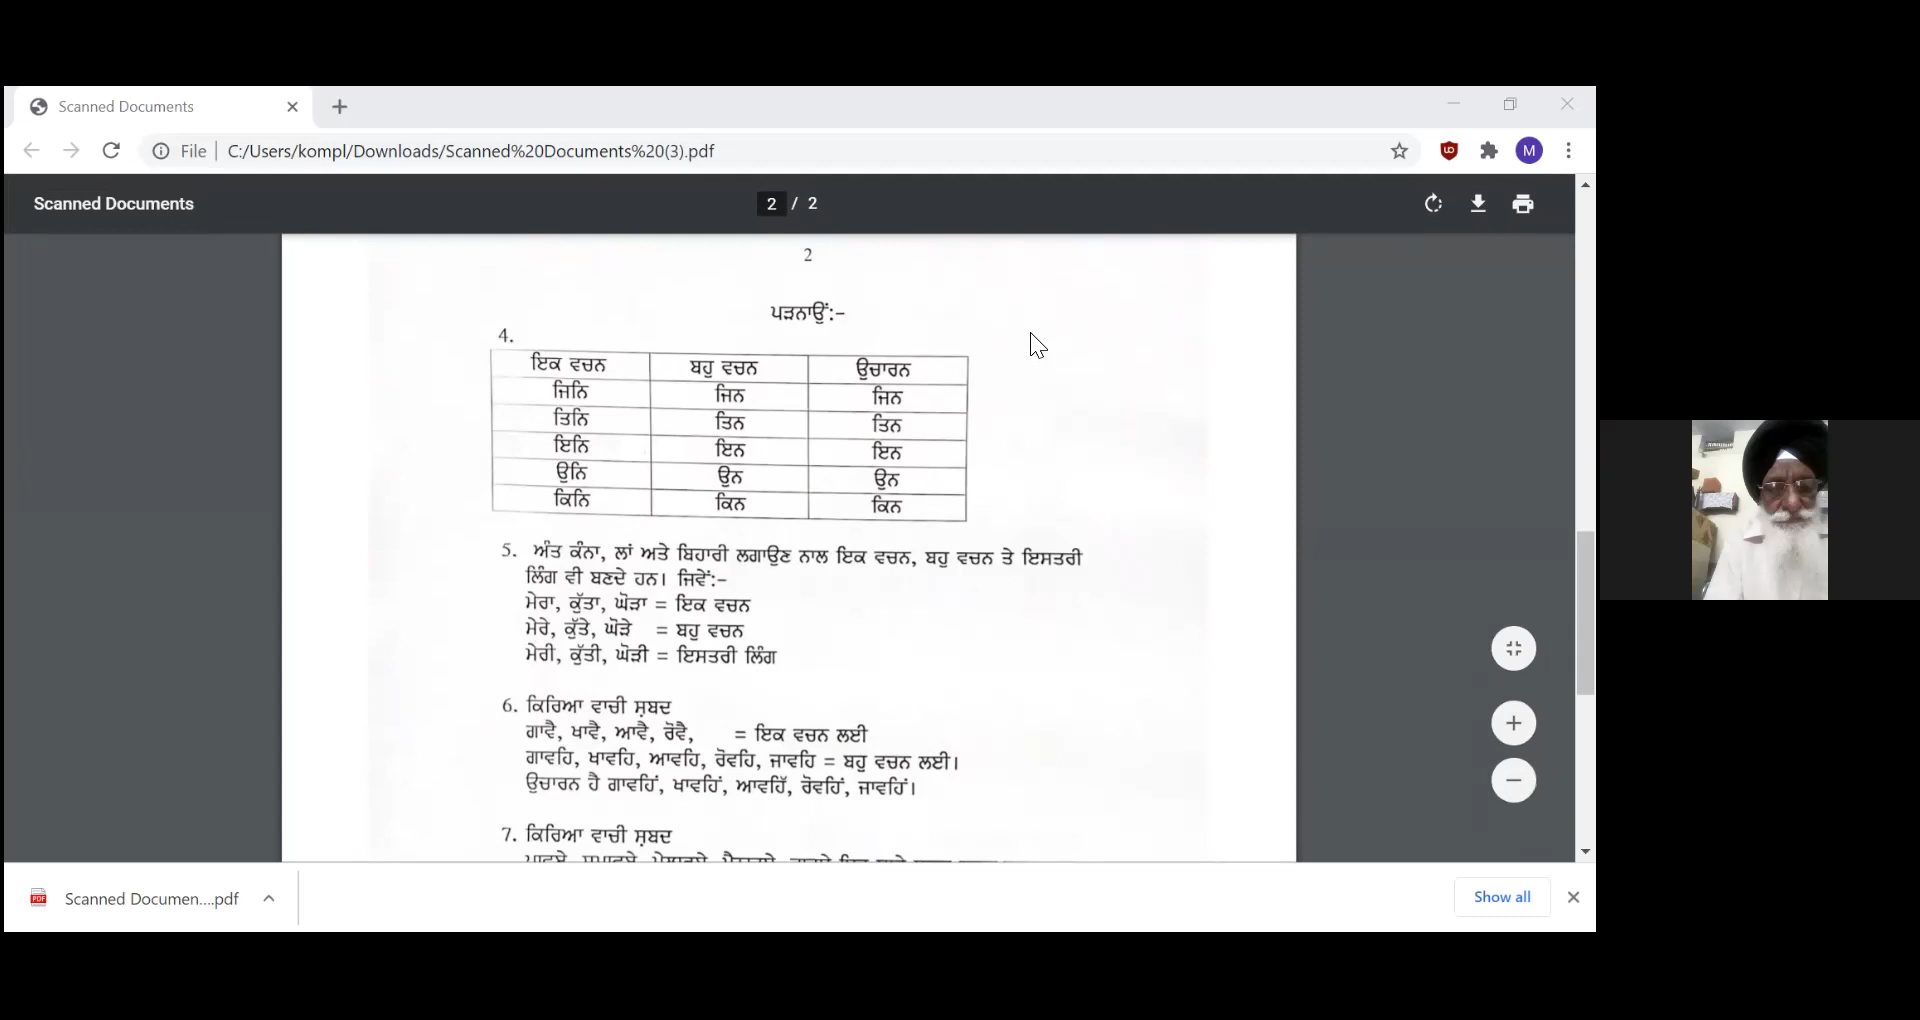 Scanned Documents
File
C:/Users/kompl/Downloads/Scanned%20Documents%20(3).pdf
M
Scanned Documents
2 / 2
2
ਪੜਨਾਉਂ:-
4.
ਇਕ ਵਚਨ ਬਹੁ ਵਚਨ ਉਚਾਰਨ
ਜਿਨਿ ਜਿਨ ਜਿਨ
ਤਿਨਿ ਤਿਨ ਤਿਨ
ਇਨਿ ਇਨ ਇਨ
ਉਨਿ ਉਨ ਉਨ
ਕਿਨਿ ਕਿਨ ਕਿਨ
5. ਅੰਤ ਕੰਨਾ, ਲਾਂ ਅਤੇ ਬਿਹਾਰੀ ਲਗਾਉਣ ਨਾਲ ਇਕ ਵਚਨ, ਬਹੁ ਵਚਨ ਤੇ ਇਸਤਰੀ
ਲਿੰਗ ਵੀ ਬਣਦੇ ਹਨ। ਜਿਵੇਂ:-
ਮੇਰਾ, ਕੁੱਤਾ, ਘੋੜਾ = ਇਕ ਵਚਨ
ਮੇਰੇ, ਕੁੱਤੇ, ਘੋੜੇ = ਬਹੁ ਵਚਨ
ਮੇਰੀ, ਕੁੱਤੀ, ਘੋੜੀ = ਇਸਤਰੀ ਲਿੰਗ
6. ਕਿਰਿਆ ਵਾਚੀ ਸ਼ਬਦ
ਗਾਵੈ, ਖਾਵੈ, ਆਵੈ, ਰੋਵੈ, = ਇਕ ਵਚਨ ਲਈ
ਗਾਵਹਿ, ਖਾਵਹਿ, ਆਵਹਿ, ਰੋਵਹਿ, ਜਾਵਹਿ = ਬਹੁ ਵਚਨ ਲਈ।
ਉਚਾਰਨ ਹੈ ਗਾਵਹਿਂ, ਖਾਵਹਿਂ, ਆਵਹਿਂ, ਰੋਵਹਿਂ, ਜਾਵਹਿਂ।
7. ਕਿਰਿਆ ਵਾਚੀ ਸ਼ਬਦ
Scanned Documen....pdf
Show all